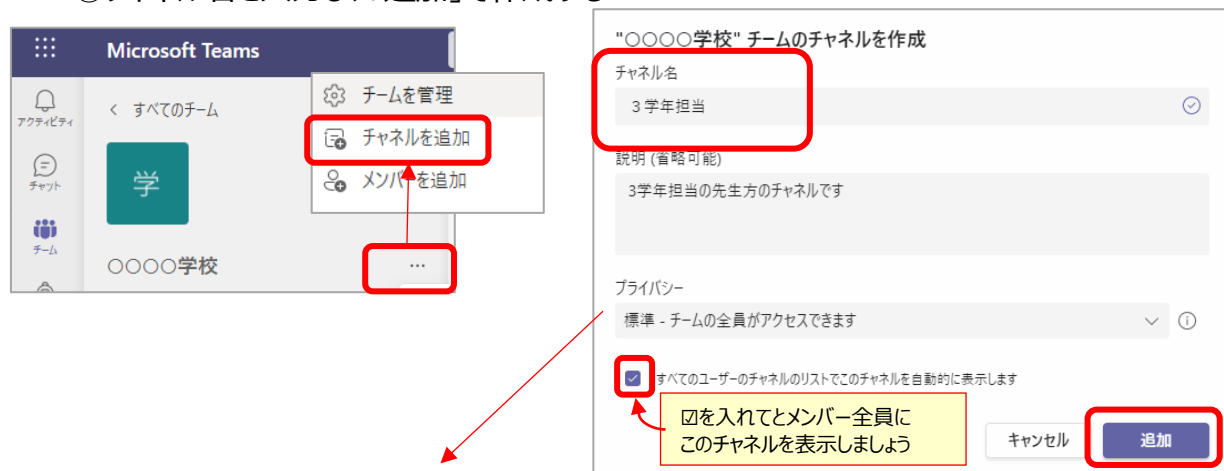 Microsoft Teams
アクティビティ
< すべてのチーム
チームを管理
チャネルを追加
チャット
学
メンバーを追加
チーム
○○○○学校
…
"○○○○学校" チームのチャネルを作成
チャネル名
3 学年担当
説明 (省略可能)
3学年担当の先生方のチャネルです
プライバシー
標準 - チームの全員がアクセスできます
すべてのユーザーのチャネルのリストでこのチャネルを自動的に表示します
☑を入れてとメンバー全員に
このチャネルを表示しましょう
キャンセル
追加